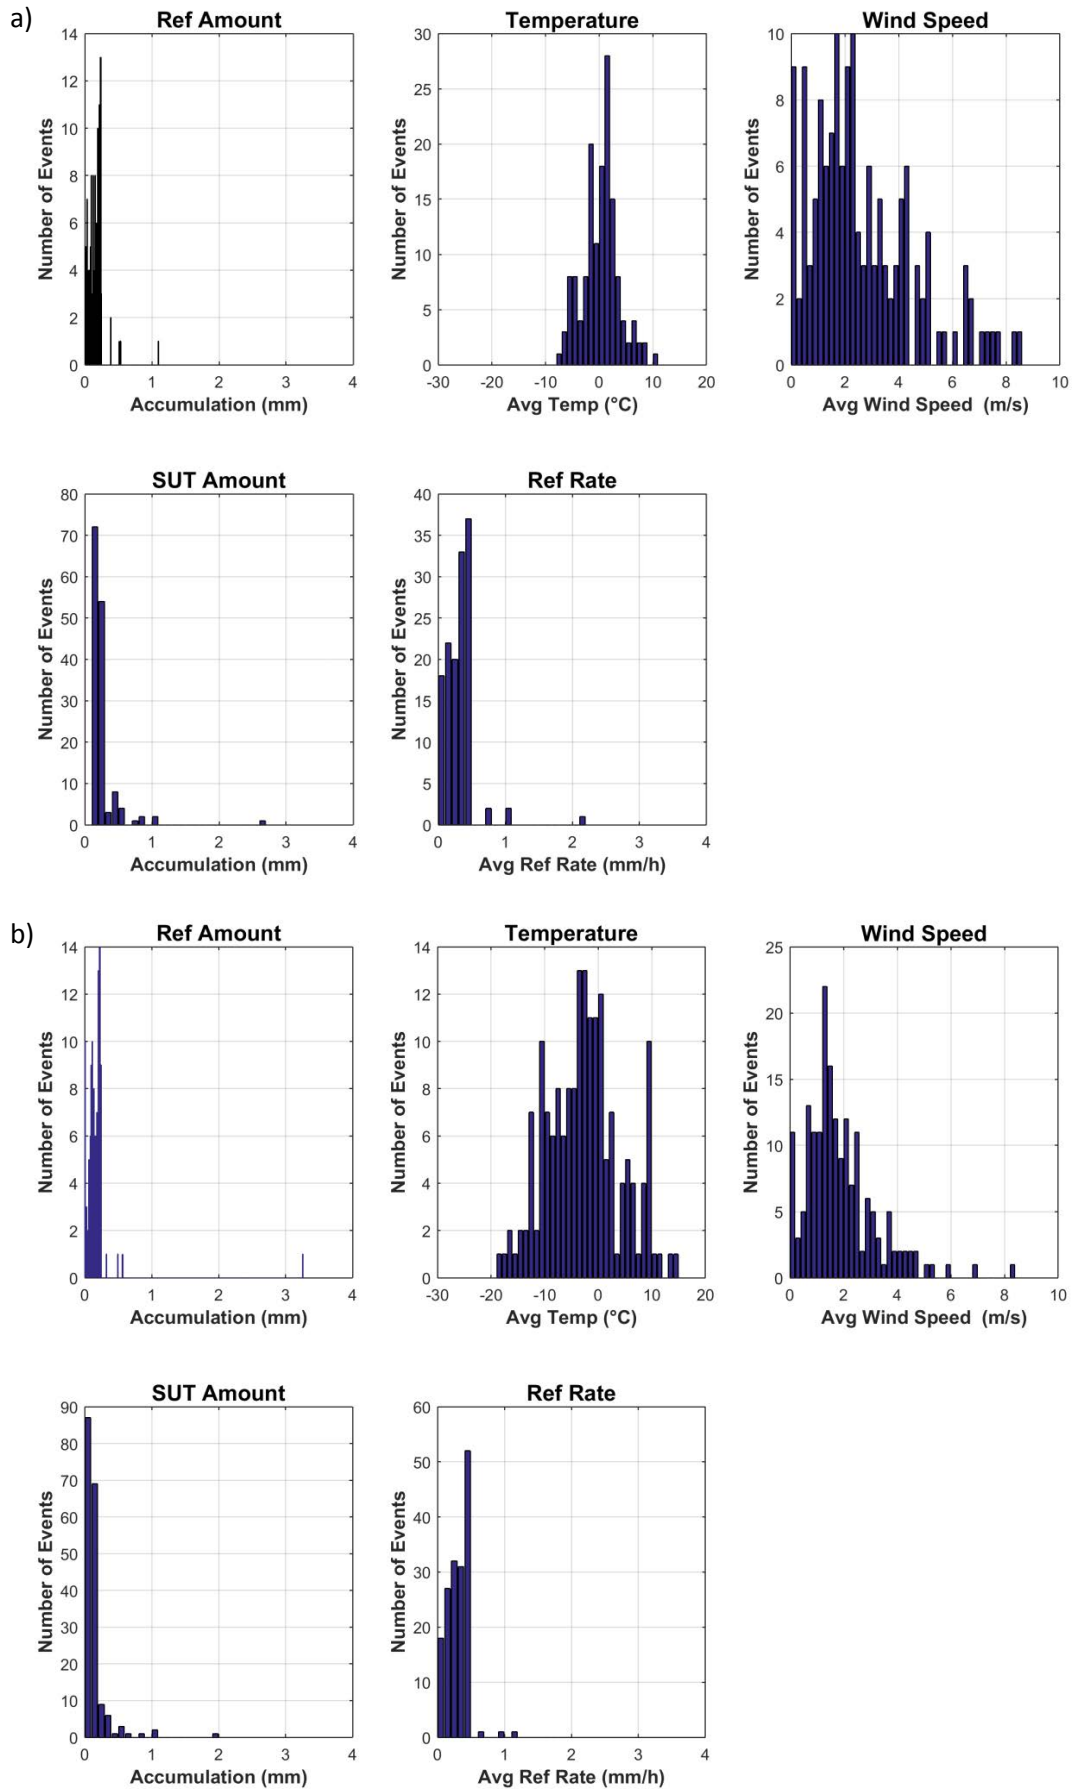 a)
Ref Amount
Number of Events
14
12
10
8
6
4
2
0
0 1 2 3 4
Accumulation (mm)
Temperature
Number of Events
30
25
20
15
10
5
0
-30 -20 -10 0 10 20
Avg Temp (°C)
Wind Speed
Number of Events
10
8
6
4
2
0
0 2 4 6 8 10
Avg Wind Speed (m/s)
SUT Amount
Number of Events
80
70
60
50
40
30
20
10
0
0 1 2 3 4
Accumulation (mm)
Ref Rate
Number of Events
40
35
30
25
20
15
10
5
0
0 1 2 3 4
Avg Ref Rate (mm/h)
b)
Ref Amount
Number of Events
14
12
10
8
6
4
2
0
0 1 2 3 4
Accumulation (mm)
Temperature
Number of Events
14
12
10
8
6
4
2
0
-30 -20 -10 0 10 20
Avg Temp (°C)
Wind Speed
Number of Events
25
20
15
10
5
0
0 2 4 6 8 10
Avg Wind Speed (m/s)
SUT Amount
Number of Events
90
80
70
60
50
40
30
20
10
0
0 1 2 3 4
Accumulation (mm)
Ref Rate
Number of Events
60
50
40
30
20
10
0
0 1 2 3 4
Avg Ref Rate (mm/h)